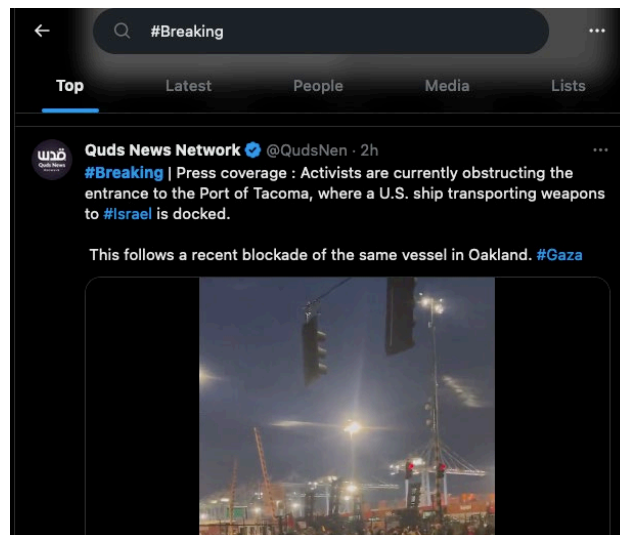 #Breaking
Top
Latest
People
Media
Lists
قدس
Quds News
Network
Quds News Network @QudsNen · 2h
#Breaking | Press coverage : Activists are currently obstructing the
entrance to the Port of Tacoma, where a U.S. ship transporting weapons
to #Israel is docked.
This follows a recent blockade of the same vessel in Oakland. #Gaza